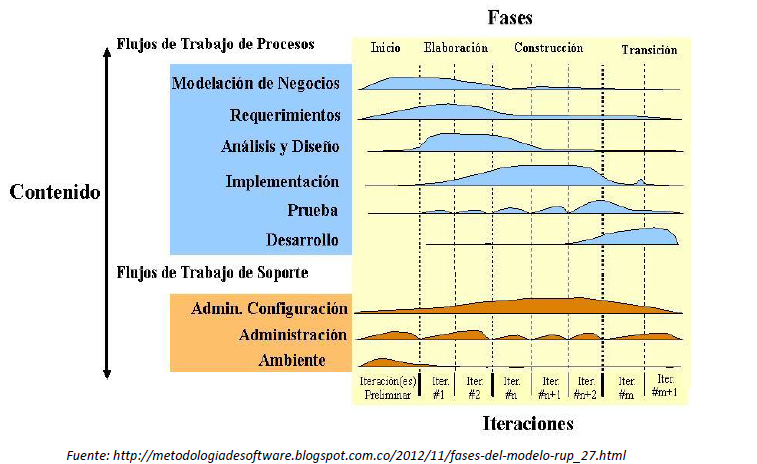 Fases
Flujos de Trabajo de Procesos
Inicio Elaboración Construcción Transición
Modelación de Negocios
Requerimientos
Análisis y Diseño
Implementación
Contenido
Prueba
Desarrollo
Flujos de Trabajo de Soporte
Admin. Configuración
Administración
Ambiente
Iteración(es) Iter. Iter. Iter. Iter. Iter. Iter. Iter.
Preliminar #1 #2 #n #n+1 #n+2 #m #m+1
Iteraciones
Fuente: http://metodologiadesoftware.blogspot.com.co/2012/11/fases-del-modelo-rup_27.html